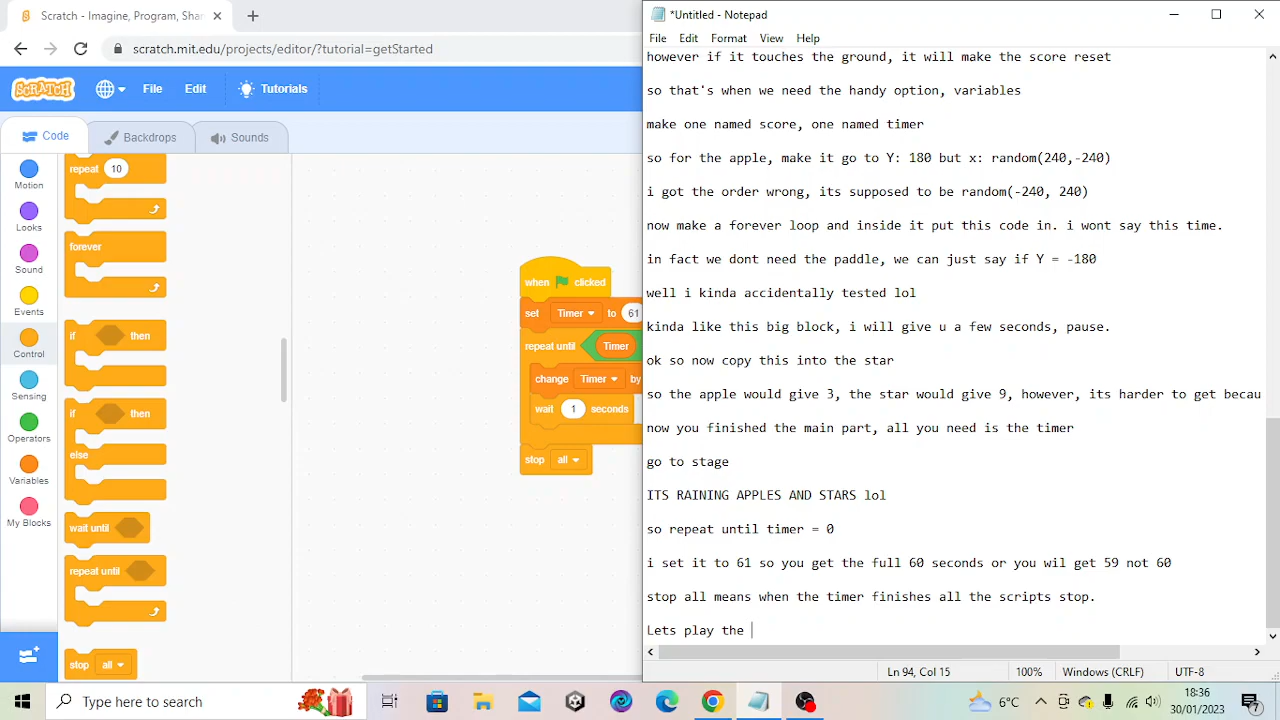 Scratch - Imagine, Program, Shar
scratch.mit.edu/projects/editor/?tutorial=getStarted
SCRATCH
File
Edit
Tutorials
Code
Backdrops
Sounds
Motion
Looks
Sound
Events
Control
Sensing
Operators
Variables
My Blocks
repeat 10
forever
if then
if then
else
wait until
repeat until
stop all
when clicked
set Timer to 61
repeat until Timer
change Timer by
wait 1 seconds
stop all
*Untitled - Notepad
File Edit Format View Help
however if it touches the ground, it will make the score reset
so that's when we need the handy option, variables
make one named score, one named timer
so for the apple, make it go to Y: 180 but x: random(240,-240)
i got the order wrong, its supposed to be random(-240, 240)
now make a forever loop and inside it put this code in. i wont say this time.
in fact we dont need the paddle, we can just say if Y = -180
well i kinda accidentally tested lol
kinda like this big block, i will give u a few seconds, pause.
ok so now copy this into the star
so the apple would give 3, the star would give 9, however, its harder to get becau
now you finished the main part, all you need is the timer
go to stage
ITS RAINING APPLES AND STARS lol
so repeat until timer = 0
i set it to 61 so you get the full 60 seconds or you wil get 59 not 60
stop all means when the timer finishes all the scripts stop.
Lets play the
Ln 94, Col 15
100%
Windows (CRLF)
UTF-8
Type here to search
6°C
18:36
30/01/2023
7